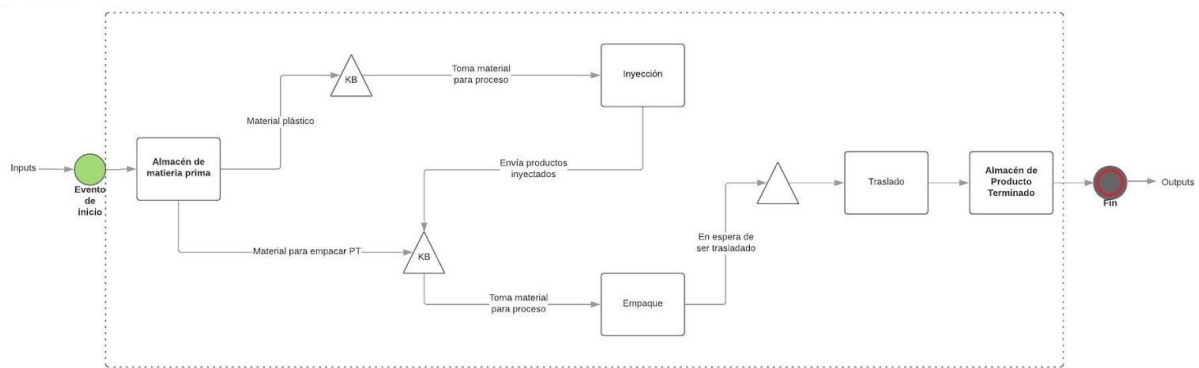 KB
Toma material
para proceso
Inyección
Material plástico
Inputs
Evento
de
inicio
Almacén de
matieria prima
Envía productos
inyectados
Traslado
Almacén de
Producto
Terminado
Fin
Outputs
Material para empacar PT
KB
En espera de
ser trasladado
Toma material
para proceso
Empaque